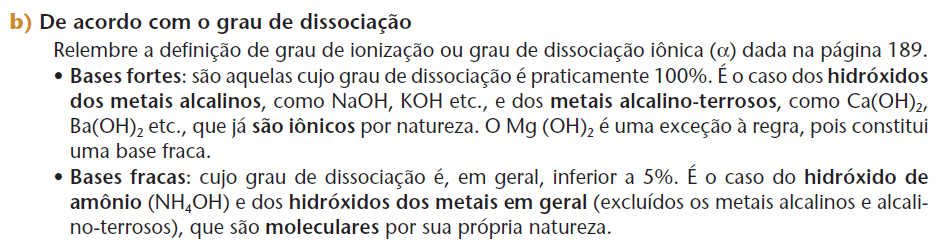 b) De acordo com o grau de dissociação
Relembre a definição de grau de ionização ou grau de dissociação iônica (α) dada na página 189.
• Bases fortes: são aquelas cujo grau de dissociação é praticamente 100%. É o caso dos hidróxidos
dos metais alcalinos, como NaOH, KOH etc., e dos metais alcalino-terrosos, como Ca(OH)₂,
Ba(OH)₂ etc., que já são iônicos por natureza. O Mg (OH)₂ é uma exceção à regra, pois constitui
uma base fraca.
• Bases fracas: cujo grau de dissociação é, em geral, inferior a 5%. É o caso do hidróxido de
amônio (NH₄OH) e dos hidróxidos dos metais em geral (excluídos os metais alcalinos e alcali-
no-terrosos), que são moleculares por sua própria natureza.